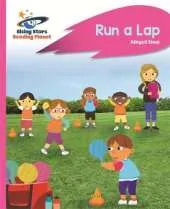 Rising Stars
Reading Planet
Run a Lap
Abigail Steel